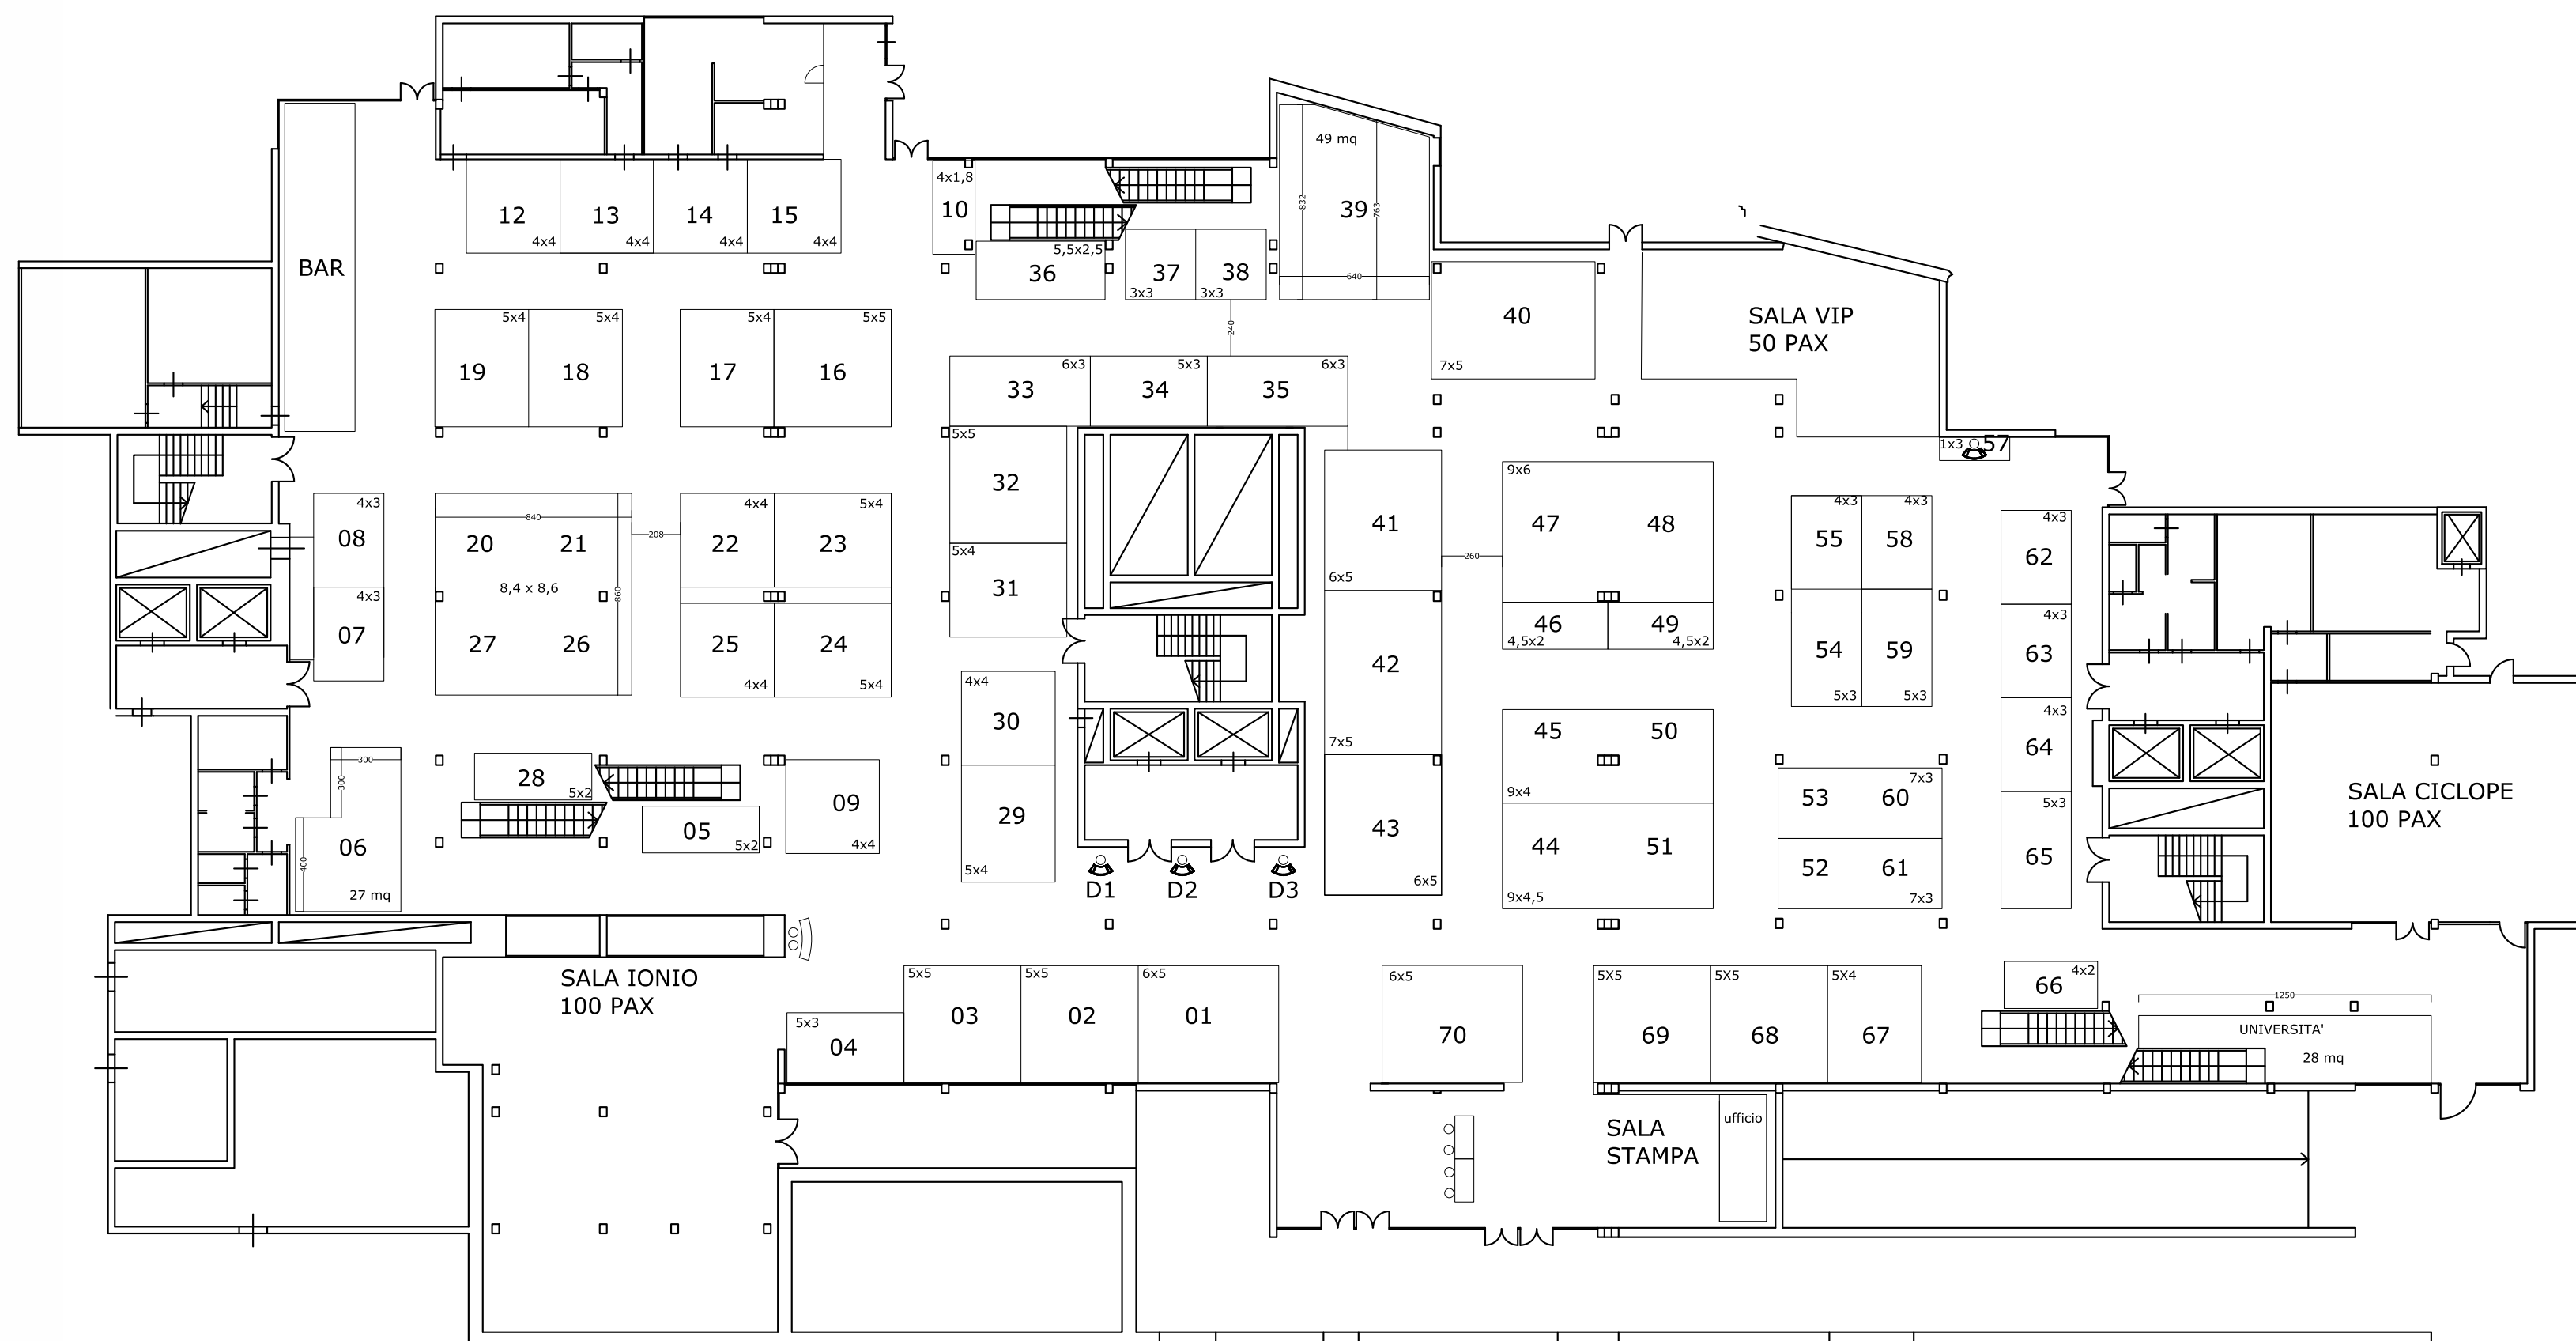 49 mq
4x1,8
10
12
4x4
13
4x4
14
4x4
15
4x4
832
39
763
640
5,5x2,5
36
37
3x3
38
3x3
240
BAR
5x4
19
5x4
18
5x4
17
5x5
16
40
7x5
SALA VIP
50 PAX
6x3
33
5x3
34
6x3
35
1x3
57
5x5
32
5x4
31
4x3
08
4x3
07
840
20
21
8,4 x 8,6
860
27
26
208
4x4
22
5x4
23
25
4x4
24
5x4
41
6x5
260
42
7x5
43
6x5
9x6
47
48
46
4,5x2
49
4,5x2
4x3
55
4x3
58
54
5x3
59
5x3
4x3
62
4x3
63
4x3
64
5x3
65
4x4
30
29
5x4
45
50
9x4
44
51
9x4,5
53
60
7x3
52
61
7x3
SALA CICLOPE
100 PAX
300
300
400
06
27 mq
28
5x2
05
5x2
09
4x4
D1
D2
D3
SALA IONIO
100 PAX
5x3
04
5x5
03
5x5
02
6x5
01
6x5
70
5X5
69
5X5
68
5X4
67
4x2
66
1250
UNIVERSITA'
28 mq
SALA
STAMPA
ufficio